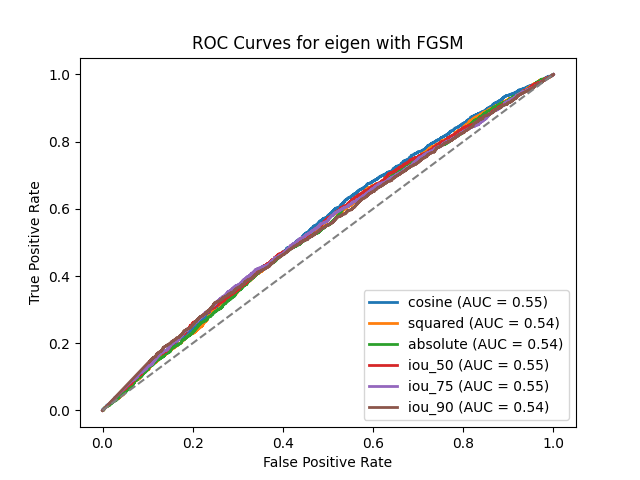 ROC Curves for eigen with FGSM
True Positive Rate
1.0
0.8
0.6
0.4
0.2
0.0
cosine (AUC = 0.55)
squared (AUC = 0.54)
absolute (AUC = 0.54)
iou_50 (AUC = 0.55)
iou_75 (AUC = 0.55)
iou_90 (AUC = 0.54)
0.0 0.2 0.4 0.6 0.8 1.0
False Positive Rate